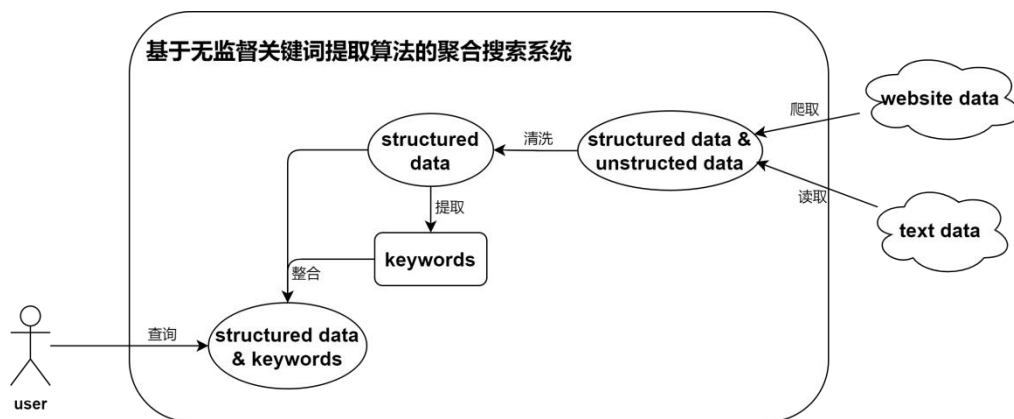 基于无监督关键词提取算法的聚合搜索系统
website data
爬取
structured
data
清洗
structured data &
unstructed data
提取
读取
text data
keywords
整合
structured data
& keywords
查询
user